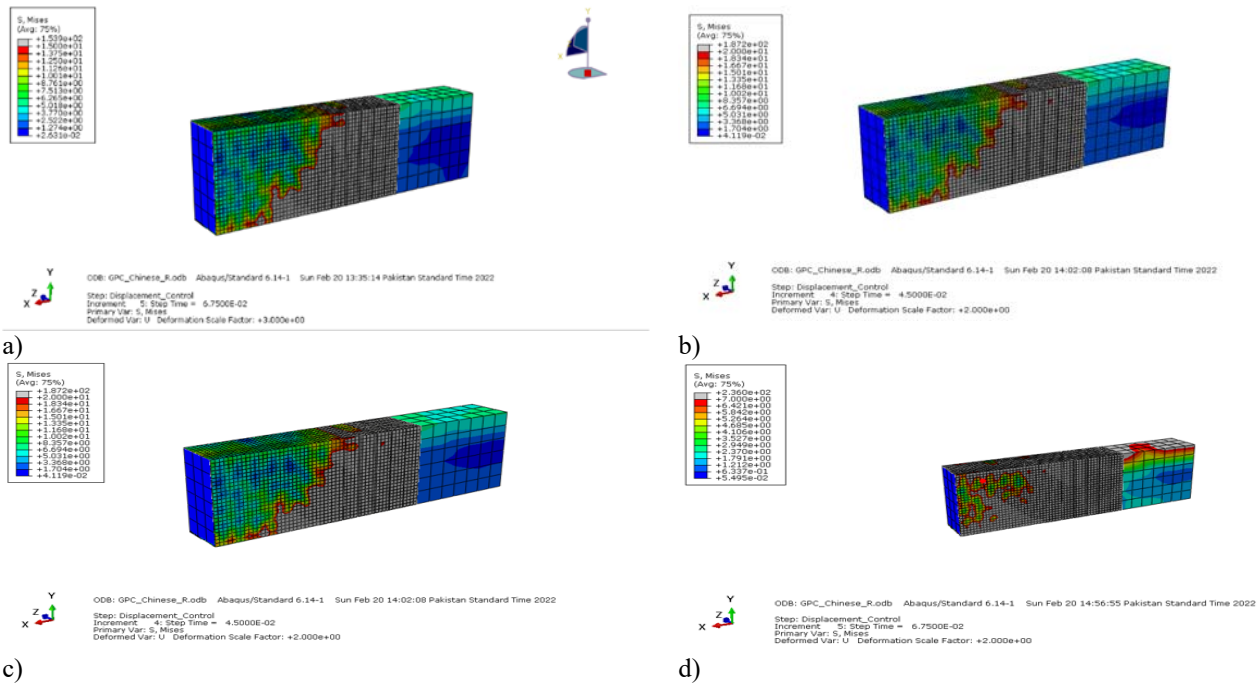 S, Mises
(Avg: 75%)
+1.539e+02
+1.500e+01
+1.375e+01
+1.250e+01
+1.126e+01
+1.001e+01
+8.761e+00
+7.513e+00
+6.265e+00
+5.018e+00
+3.770e+00
+2.522e+00
+1.274e+00
+2.631e-02
Y
X
Y
Z
X
ODB: GPC_Chinese_R.odb Abaqus/Standard 6.14-1 Sun Feb 20 13:35:14 Pakistan Standard Time 2022
Step: Displacement_Control
Increment 5: Step Time = 6.7500E-02
Primary Var: S, Mises
Deformed Var: U Deformation Scale Factor: +3.000e+00
a)
S, Mises
(Avg: 75%)
+1.872e+02
+2.000e+01
+1.834e+01
+1.667e+01
+1.501e+01
+1.335e+01
+1.168e+01
+1.002e+01
+8.357e+00
+6.694e+00
+5.031e+00
+3.368e+00
+1.704e+00
+4.119e-02
Y
Z
X
ODB: GPC_Chinese_R.odb Abaqus/Standard 6.14-1 Sun Feb 20 14:02:08 Pakistan Standard Time 2022
Step: Displacement_Control
Increment 4: Step Time = 4.5000E-02
Primary Var: S, Mises
Deformed Var: U Deformation Scale Factor: +2.000e+00
b)
S, Mises
(Avg: 75%)
+1.872e+02
+2.000e+01
+1.834e+01
+1.667e+01
+1.501e+01
+1.335e+01
+1.168e+01
+1.002e+01
+8.357e+00
+6.694e+00
+5.031e+00
+3.368e+00
+1.704e+00
+4.119e-02
Y
Z
X
ODB: GPC_Chinese_R.odb Abaqus/Standard 6.14-1 Sun Feb 20 14:02:08 Pakistan Standard Time 2022
Step: Displacement_Control
Increment 4: Step Time = 4.5000E-02
Primary Var: S, Mises
Deformed Var: U Deformation Scale Factor: +2.000e+00
c)
S, Mises
(Avg: 75%)
+2.360e+02
+7.000e+00
+6.421e+00
+5.842e+00
+5.264e+00
+4.685e+00
+4.106e+00
+3.527e+00
+2.949e+00
+2.370e+00
+1.791e+00
+1.212e+00
+6.337e-01
+5.495e-02
Y
Z
X
ODB: GPC_Chinese_R.odb Abaqus/Standard 6.14-1 Sun Feb 20 14:56:55 Pakistan Standard Time 2022
Step: Displacement_Control
Increment 5: Step Time = 6.7500E-02
Primary Var: S, Mises
Deformed Var: U Deformation Scale Factor: +2.000e+00
d)